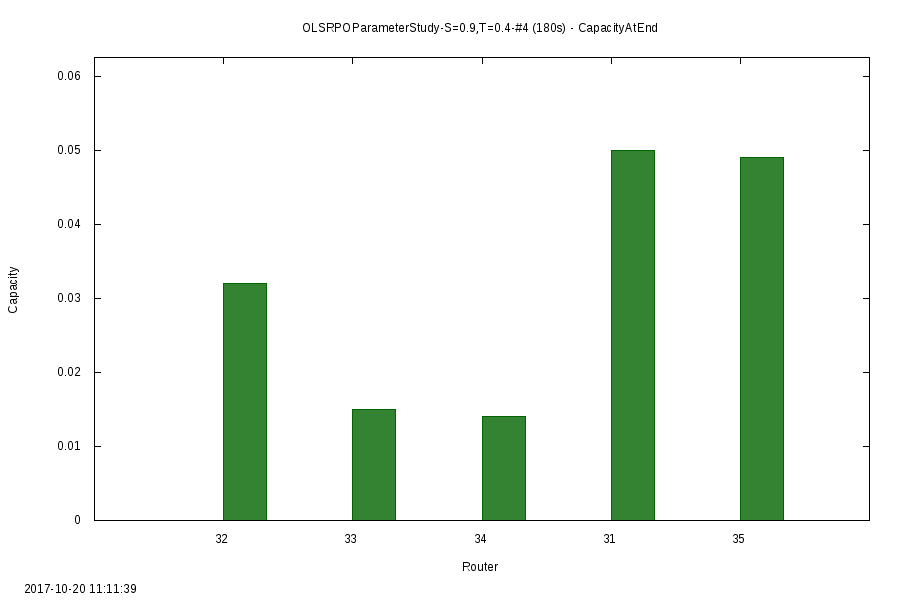 OLSRPOParameterStudy-S=0.9,T=0.4-#4 (180s) - CapacityAtEnd
0.06
0.05
0.04
0.03
0.02
0.01
0
Capacity
32 33 34 31 35
Router
2017-10-20 11:11:39